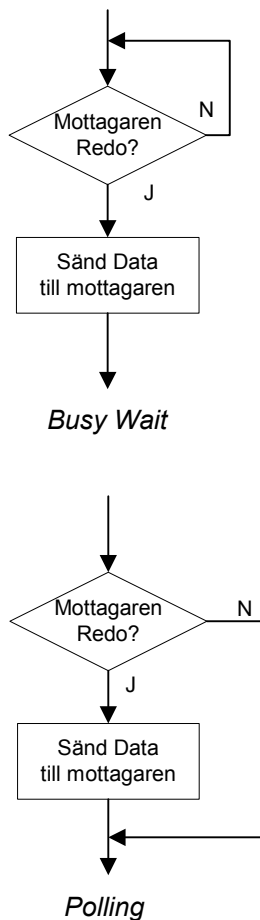 Mottagaren
Redo?
N
J
Sänd Data
till mottagaren
Busy Wait
Mottagaren
Redo?
N
J
Sänd Data
till mottagaren
Polling